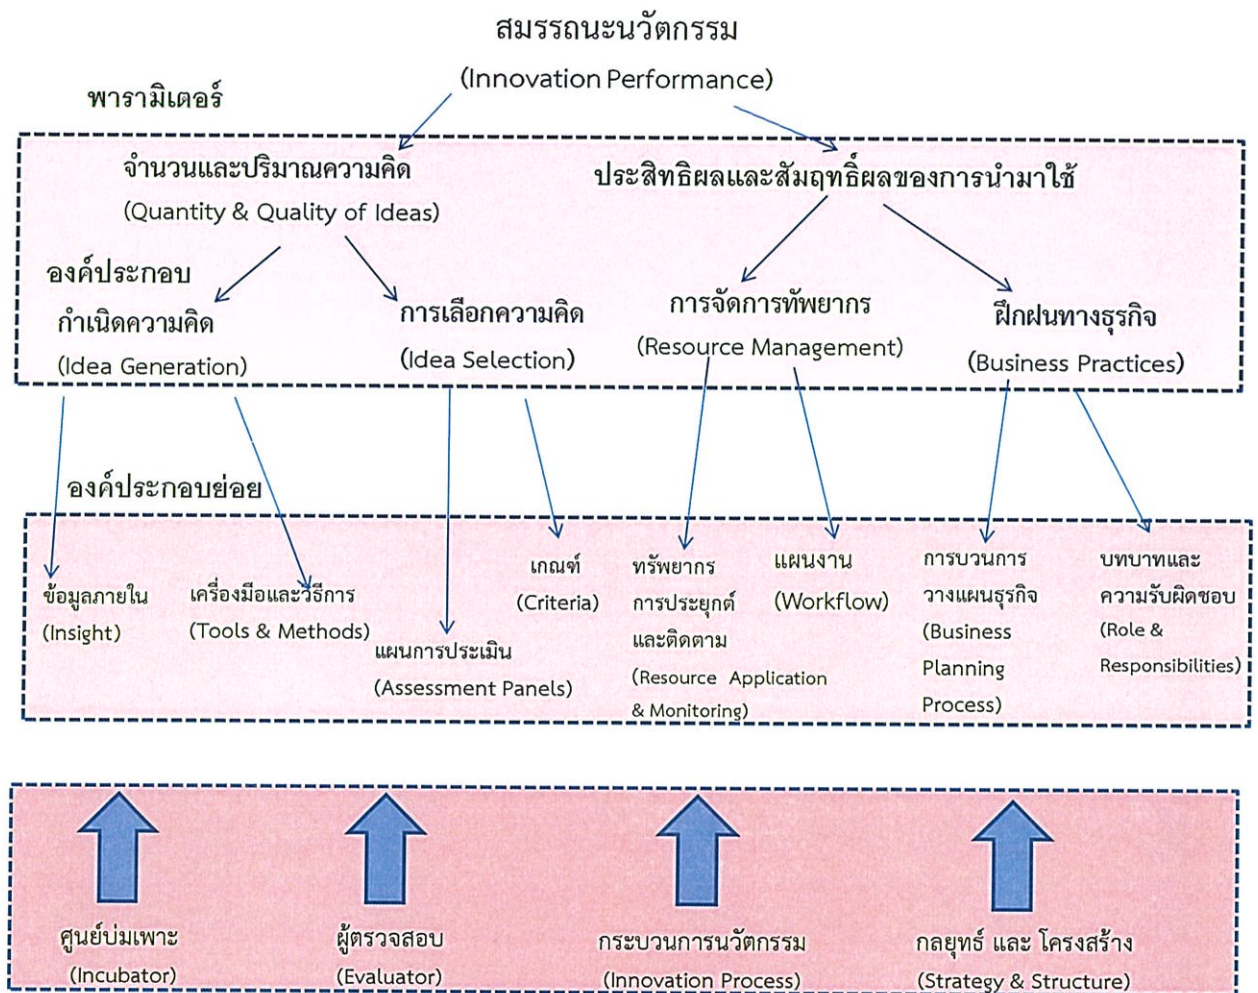 สมรรถนะนวัตกรรม
(Innovation Performance)
พารามิเตอร์
จำนวนและปริมาณความคิด
(Quantity & Quality of Ideas)
ประสิทธิผลและสัมฤทธิ์ผลของการนำมาใช้
องค์ประกอบ
กำเนิดความคิด
(Idea Generation)
การเลือกความคิด
(Idea Selection)
การจัดการทัพยากร
(Resource Management)
ฝึกฝนทางธุรกิจ
(Business Practices)
องค์ประกอบย่อย
ข้อมูลภายใน
(Insight)
เครื่องมือและวิธีการ
(Tools & Methods)
แผนการประเมิน
(Assessment Panels)
เกณฑ์
(Criteria)
ทรัพยากร
การประยุกต์
และติดตาม
(Resource Application
& Monitoring)
แผนงาน
(Workflow)
การบวนการ
วางแผนธุรกิจ
(Business
Planning
Process)
บทบาทและ
ความรับผิดชอบ
(Role &
Responsibilities)
ศูนย์บ่มเพาะ
(Incubator)
ผู้ตรวจสอบ
(Evaluator)
กระบวนการนวัตกรรม
(Innovation Process)
กลยุทธ์ และ โครงสร้าง
(Strategy & Structure)